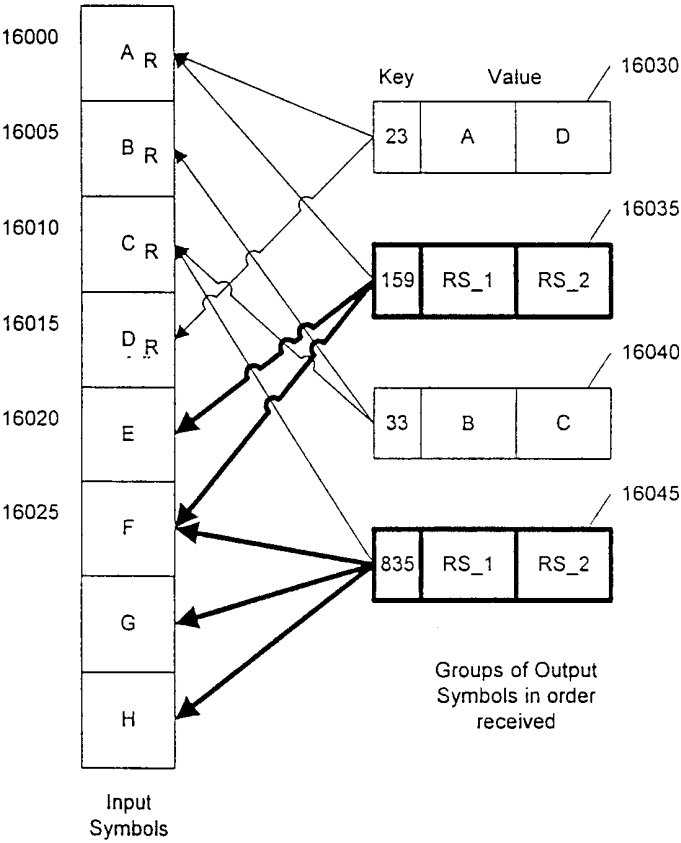 16000
A R
16005
B R
16010
C R
16015
D R
16020
E
16025
F
G
H
Input
Symbols
Key Value
16030
23 A D
16035
159 RS_1 RS_2
16040
33 B C
16045
835 RS_1 RS_2
Groups of Output
Symbols in order
received